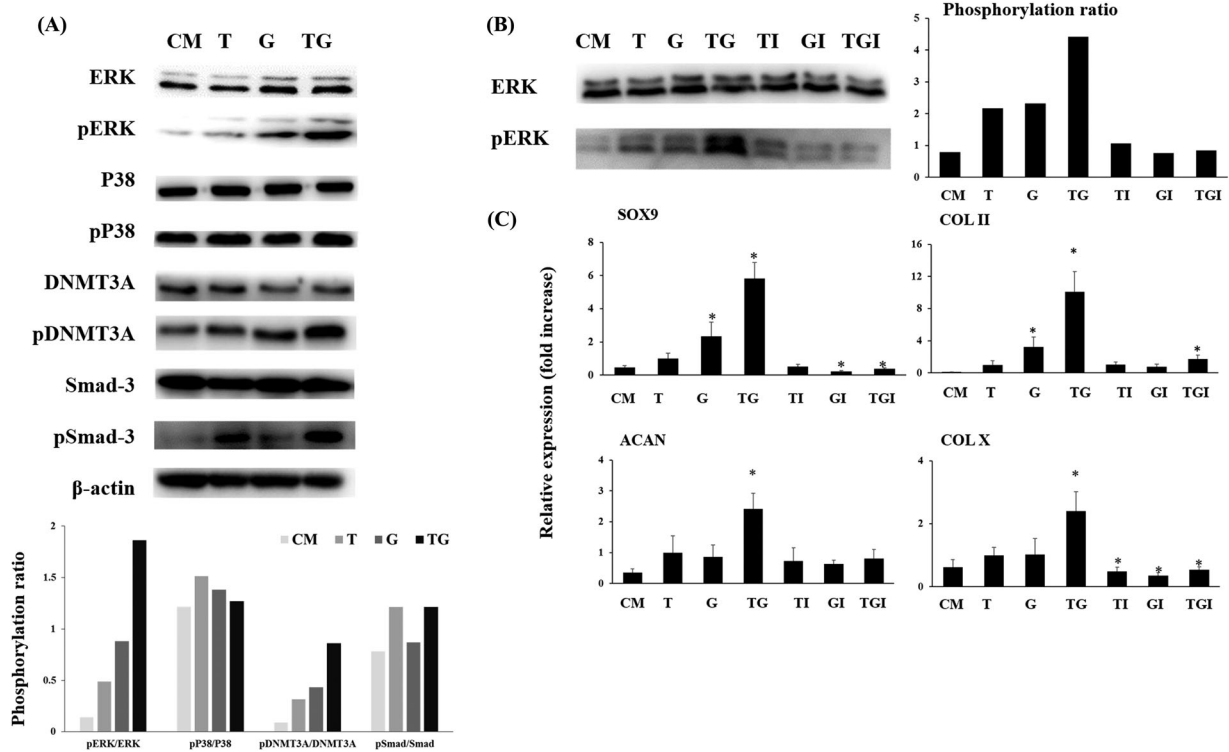 (A)
CM T G TG
ERK
pERK
P38
pP38
DNMT3A
pDNMT3A
Smad-3
pSmad-3
β-actin
Phosphorylation ratio
2
1.5
1
0.5
0
CM T G TG
pERK/ERK pP38/P38 pDNMT3A/DNMT3A pSmad/Smad
(B)
CM T G TG TI GI TGI
ERK
pERK
Phosphorylation ratio
5
4
3
2
1
0
CM T G TG TI GI TGI
(C)
Relative expression (fold increase)
SOX9
8
6
4
2
0
* * * *
CM T G TG TI GI TGI
COL II
16
12
8
4
0
* * *
CM T G TG TI GI TGI
ACAN
4
3
2
1
0
*
CM T G TG TI GI TGI
COL X
4
3
2
1
0
* * * *
CM T G TG TI GI TGI